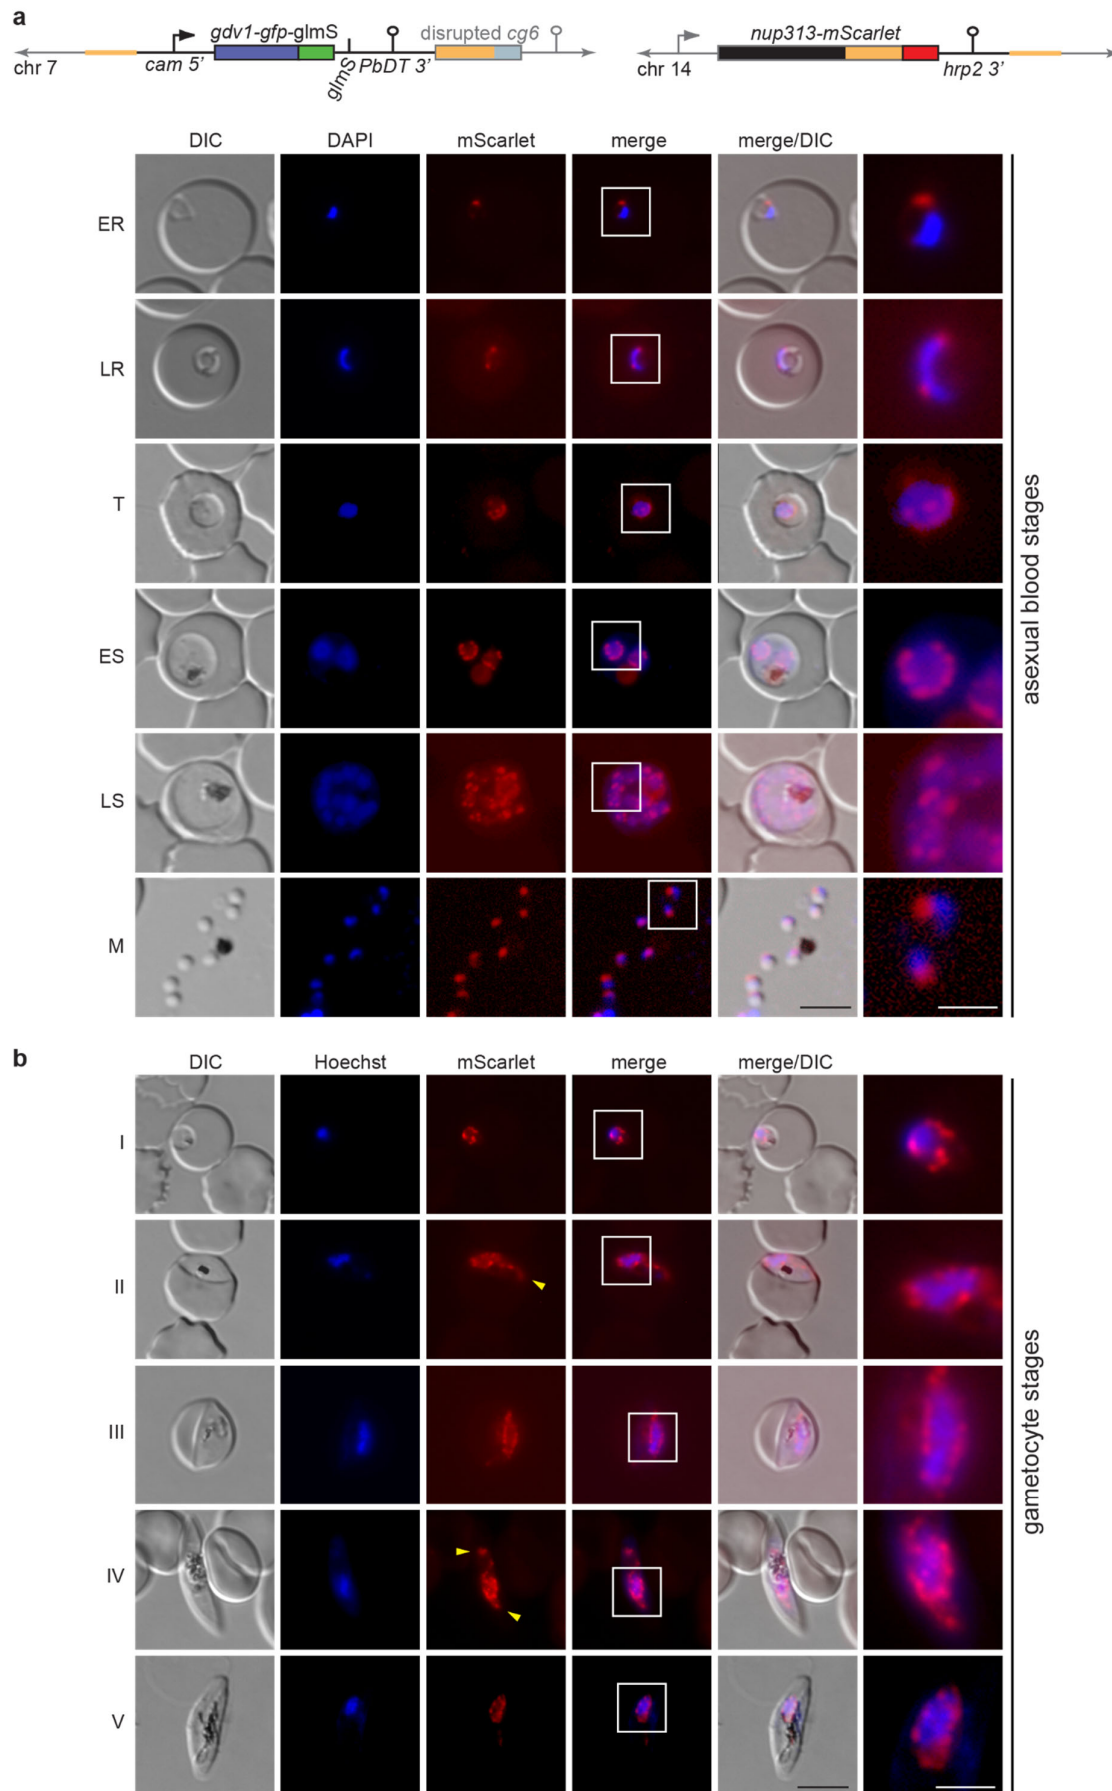 a
gdv1-gfp-glmS
disrupted cg6
nup313-mScarlet
chr 7
cam 5’
glmS
PbDT 3’
chr 14
hrp2 3’
DIC
DAPI
mScarlet
merge
merge/DIC
ER
LR
T
ES
LS
M
asexual blood stages
b
DIC
Hoechst
mScarlet
merge
merge/DIC
I
II
III
IV
V
gametocyte stages